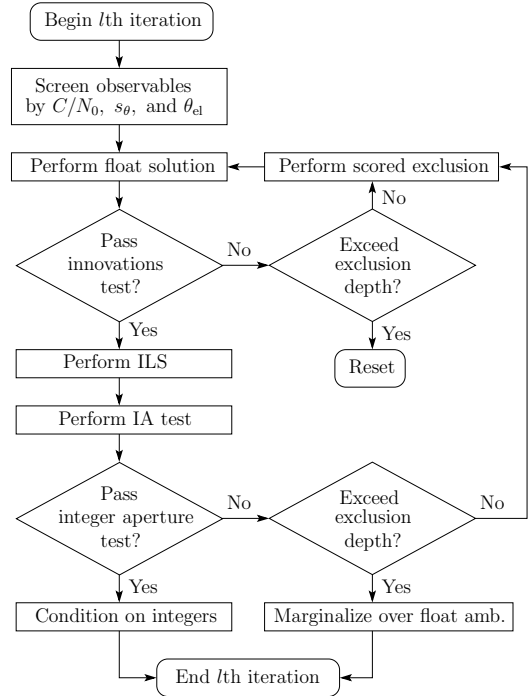 Begin lth iteration
Screen observables
by C/N₀, s_θ, and θ_el
Perform float solution
Perform scored exclusion
No
Pass
innovations
test?
No
Exceed
exclusion
depth?
Yes
Yes
Perform ILS
Reset
Perform IA test
Pass
integer aperture
test?
No
Exceed
exclusion
depth?
No
Yes
Yes
Condition on integers
Marginalize over float amb.
End lth iteration